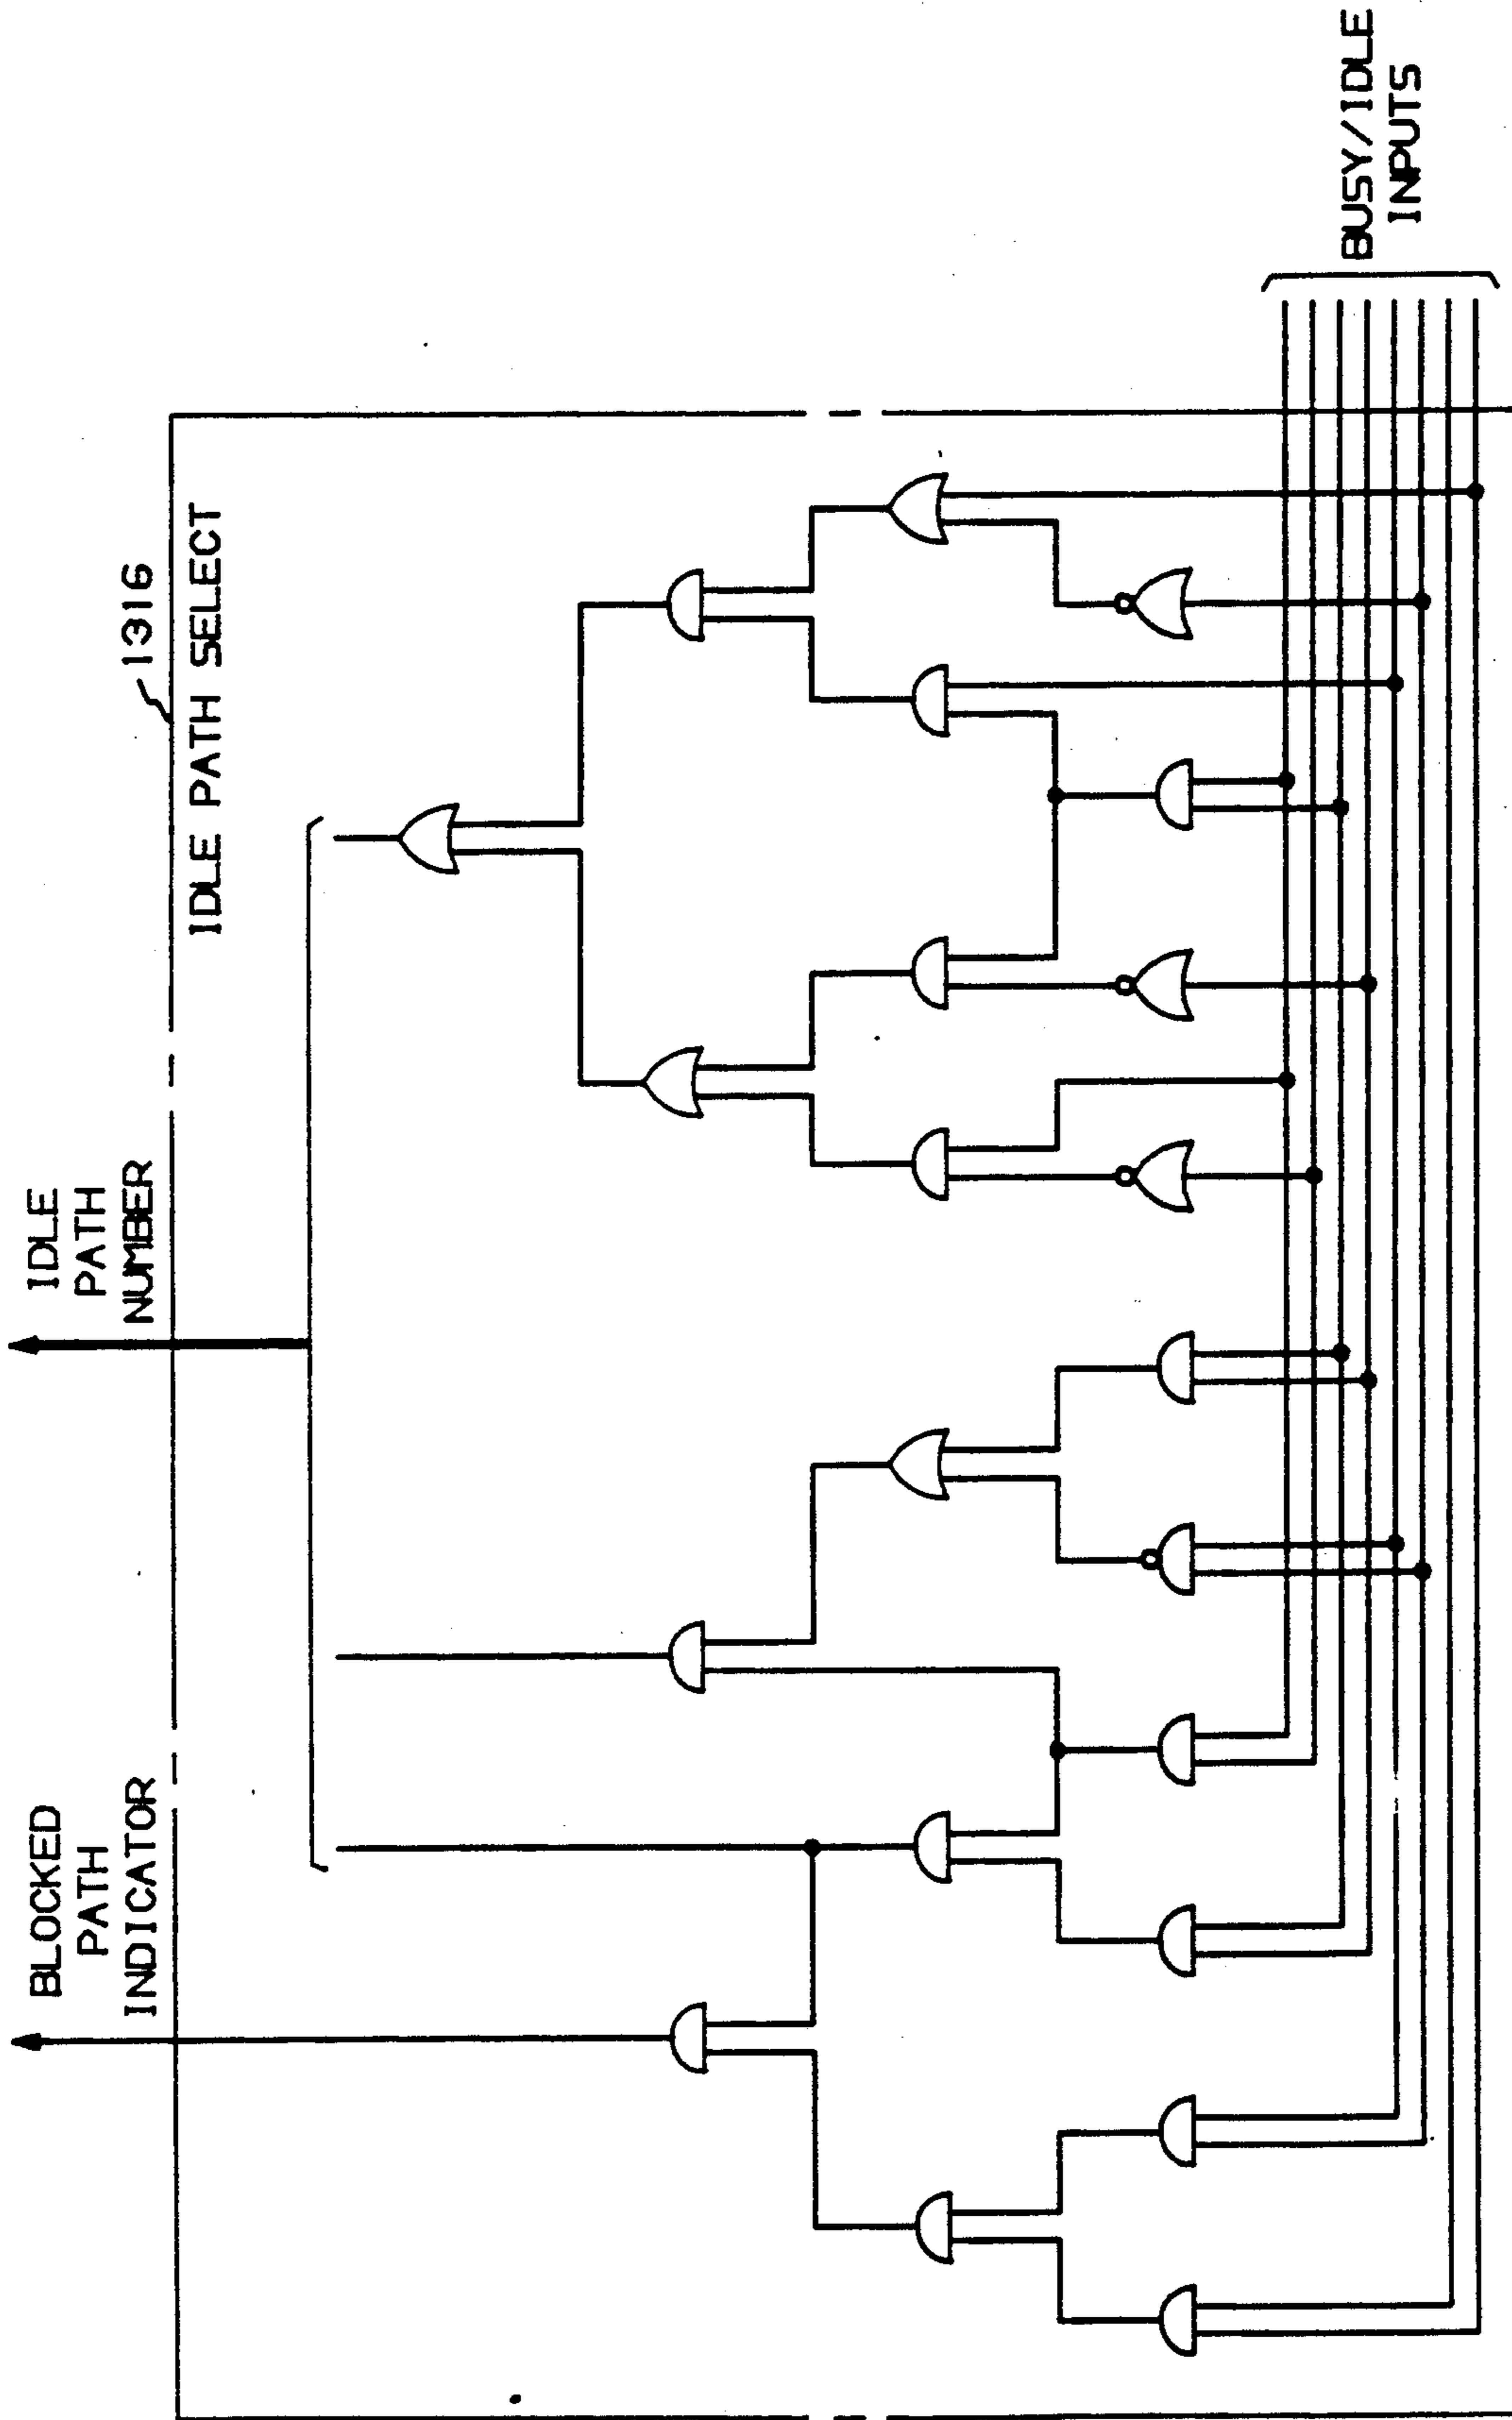 BLOCKED
PATH
INDICATOR
IDLE
PATH
NUMBER
1316
IDLE PATH SELECT
BUSY/IDLE
INPUTS